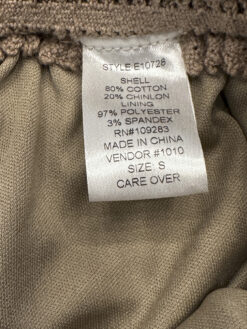 STYLE E10726
SHELL
80% COTTON
20% CHINLON
LINING
97% POLYESTER
3% SPANDEX
RN#109283
MADE IN CHINA
VENDOR #1010
SIZE: S
CARE OVER